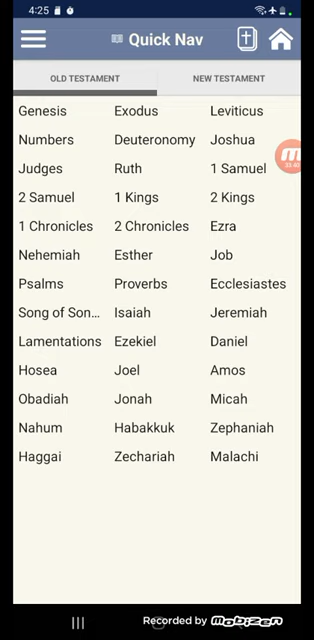 4:25
Quick Nav
OLD TESTAMENT NEW TESTAMENT
Genesis Exodus Leviticus
Numbers Deuteronomy Joshua
Judges Ruth 1 Samuel
2 Samuel 1 Kings 2 Kings
1 Chronicles 2 Chronicles Ezra
Nehemiah Esther Job
Psalms Proverbs Ecclesiastes
Song of Son... Isaiah Jeremiah
Lamentations Ezekiel Daniel
Hosea Joel Amos
Obadiah Jonah Micah
Nahum Habakkuk Zephaniah
Haggai Zechariah Malachi
Recorded by mobizen